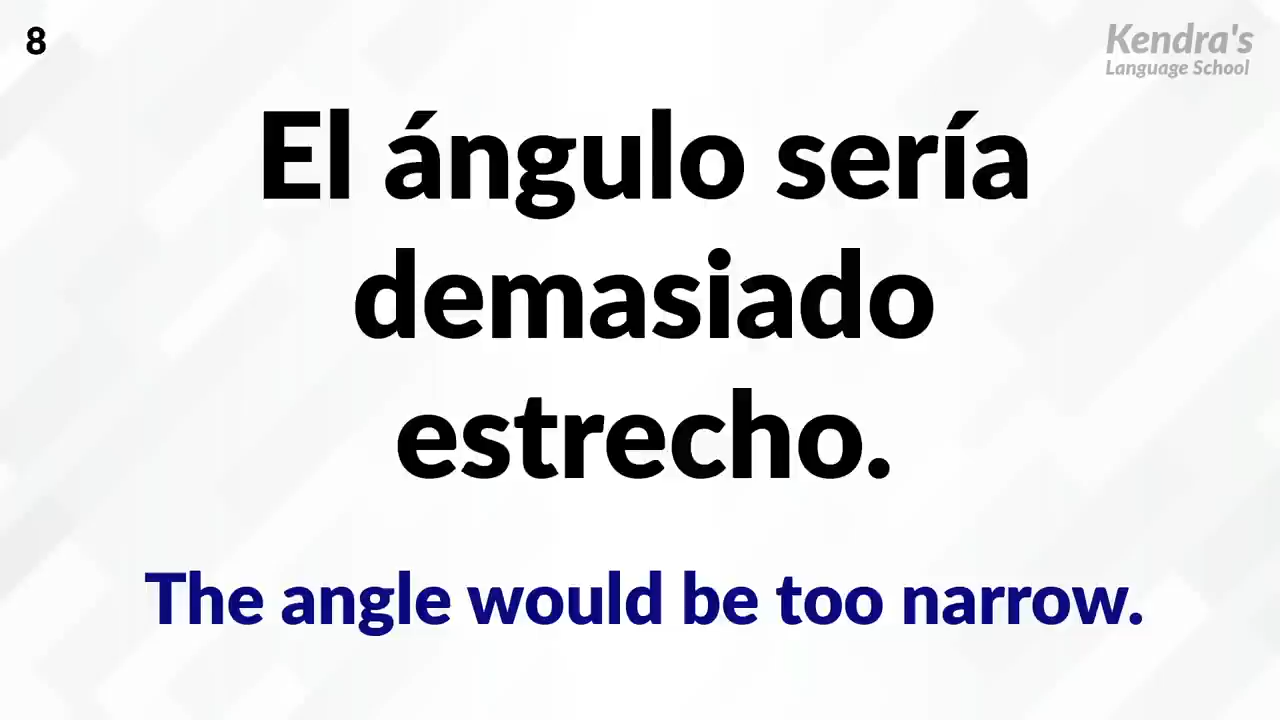 8
Kendra's
Language School
El ángulo sería
demasiado
estrecho.
The angle would be too narrow.